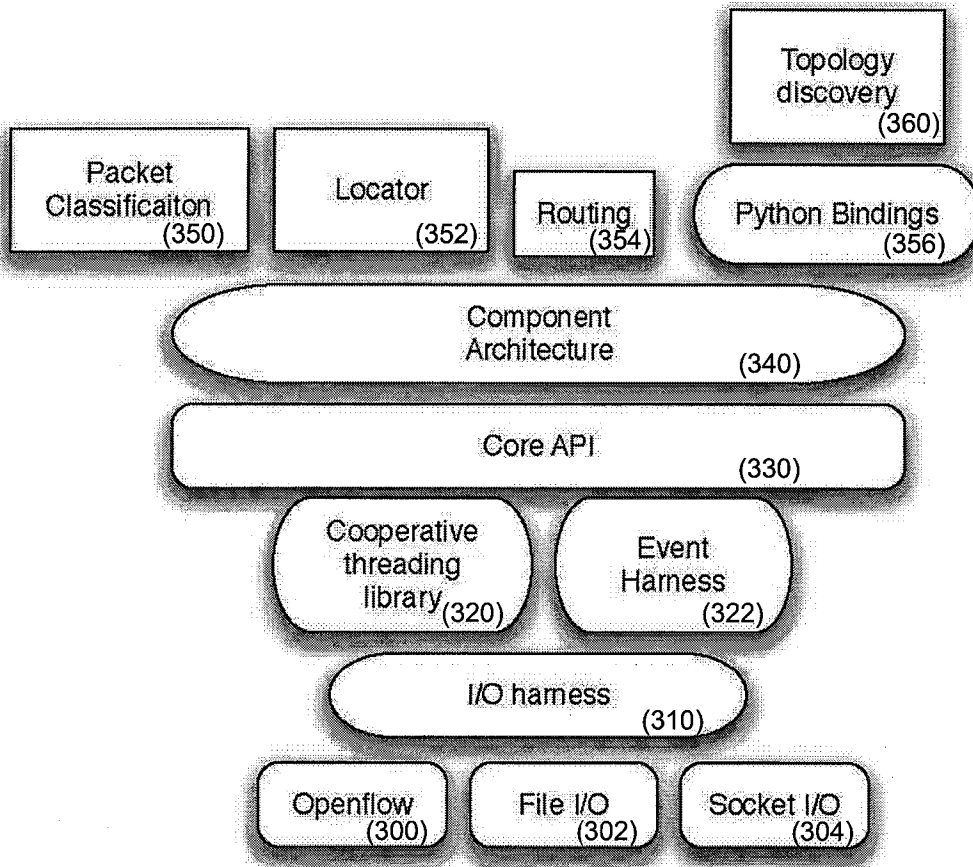 Topology
discovery
(360)
Packet
Classificaiton
(350)
Locator
(352)
Routing
(354)
Python Bindings
(356)
Component
Architecture
(340)
Core API
(330)
Cooperative
threading
library
(320)
Event
Harness
(322)
I/O harness
(310)
Openflow
(300)
File I/O
(302)
Socket I/O
(304)